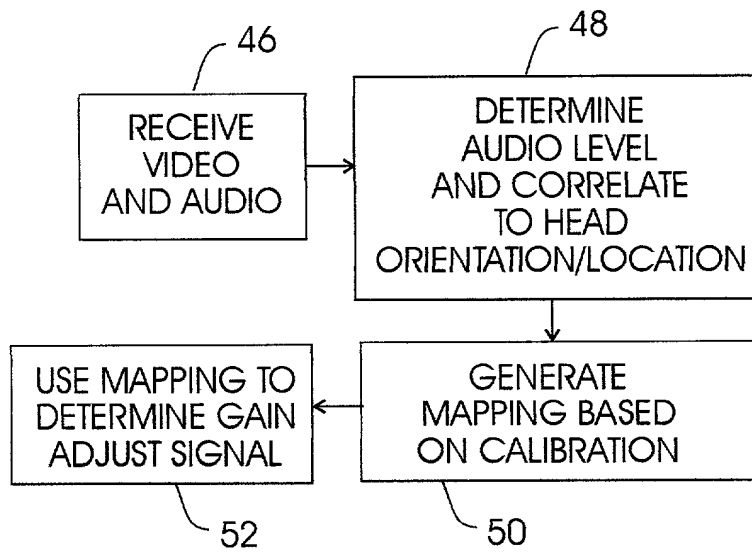 46
RECEIVE
VIDEO
AND AUDIO
48
DETERMINE
AUDIO LEVEL
AND CORRELATE
TO HEAD
ORIENTATION/LOCATION
GENERATE
MAPPING BASED
ON CALIBRATION
50
USE MAPPING TO
DETERMINE GAIN
ADJUST SIGNAL
52